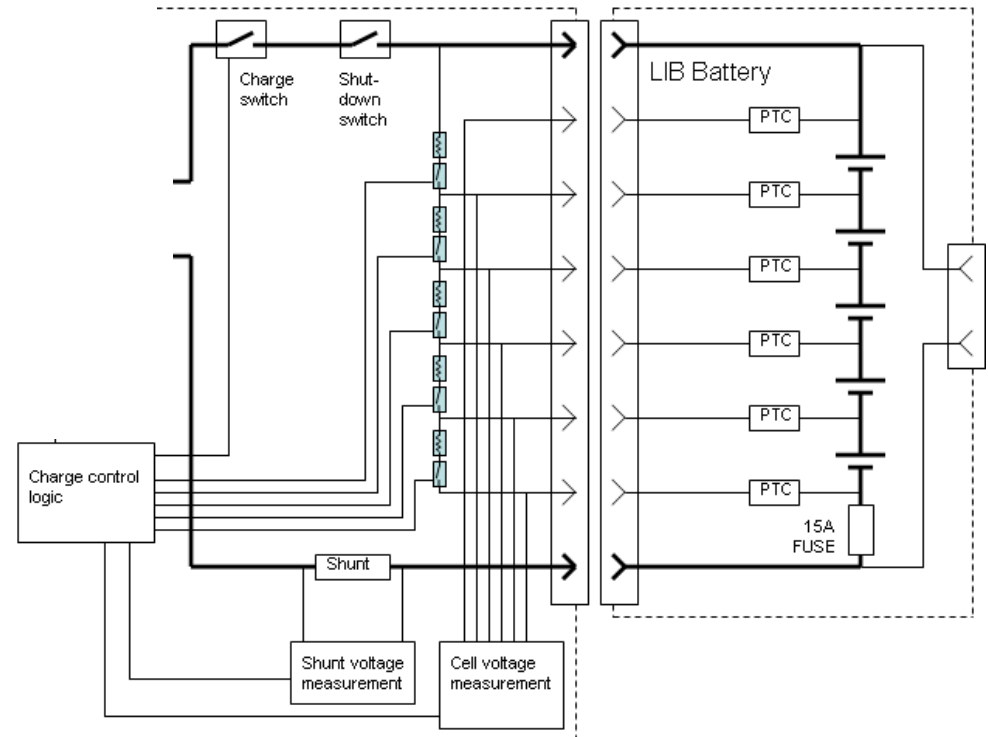 LIB Battery
Charge
switch
Shut-
down
switch
PTC
PTC
PTC
PTC
PTC
PTC
15A
FUSE
Charge control
logic
Shunt
Shunt voltage
measurement
Cell voltage
measurement